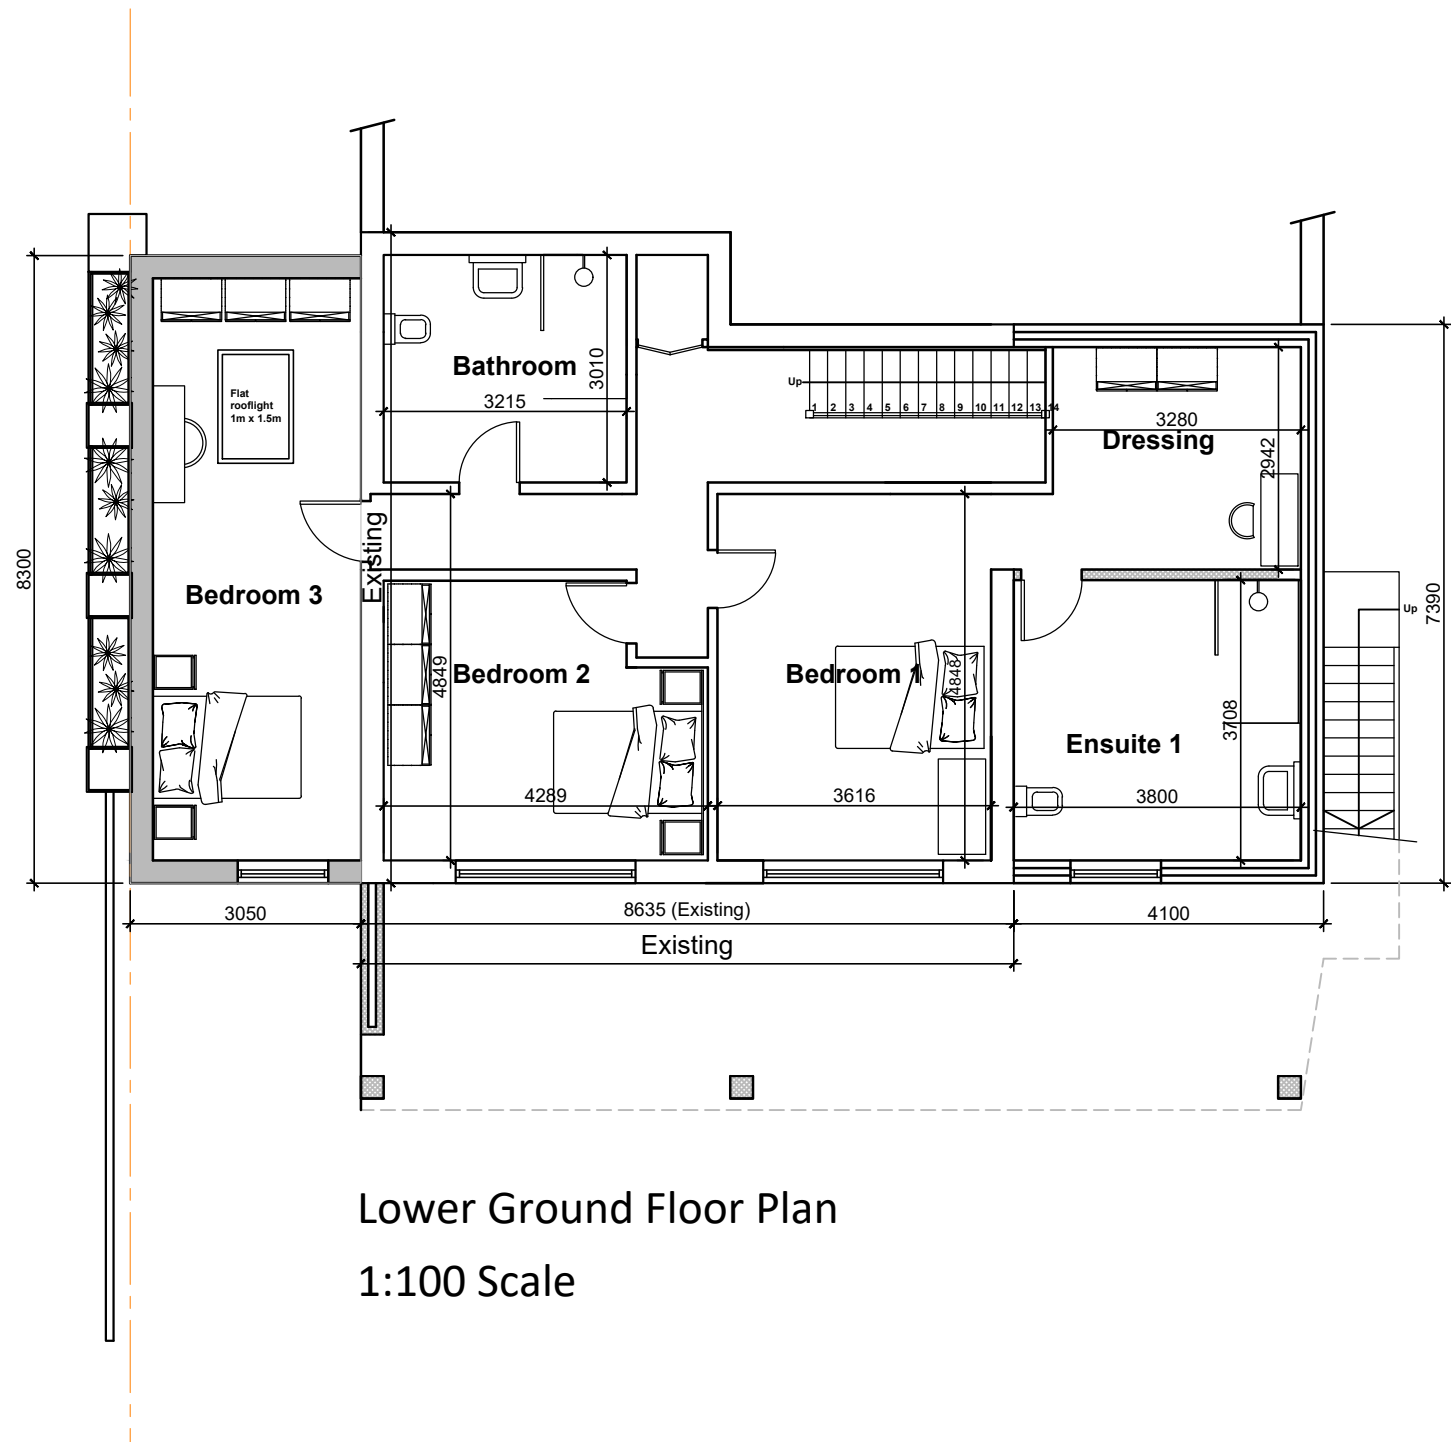 Bathroom
3010
3215
Up
1 2 3 4 5 6 7 8 9 10 11 12 13 14
3280
Dressing
2942
Flat
rooflight
1m x 1.5m
8300
Existing
Bedroom 3
Up
7390
Bedroom 2
4849
Bedroom 1
4848
3708
Ensuite 1
4289
3616
3800
3050
8635 (Existing)
4100
Existing
Lower Ground Floor Plan
1:100 Scale